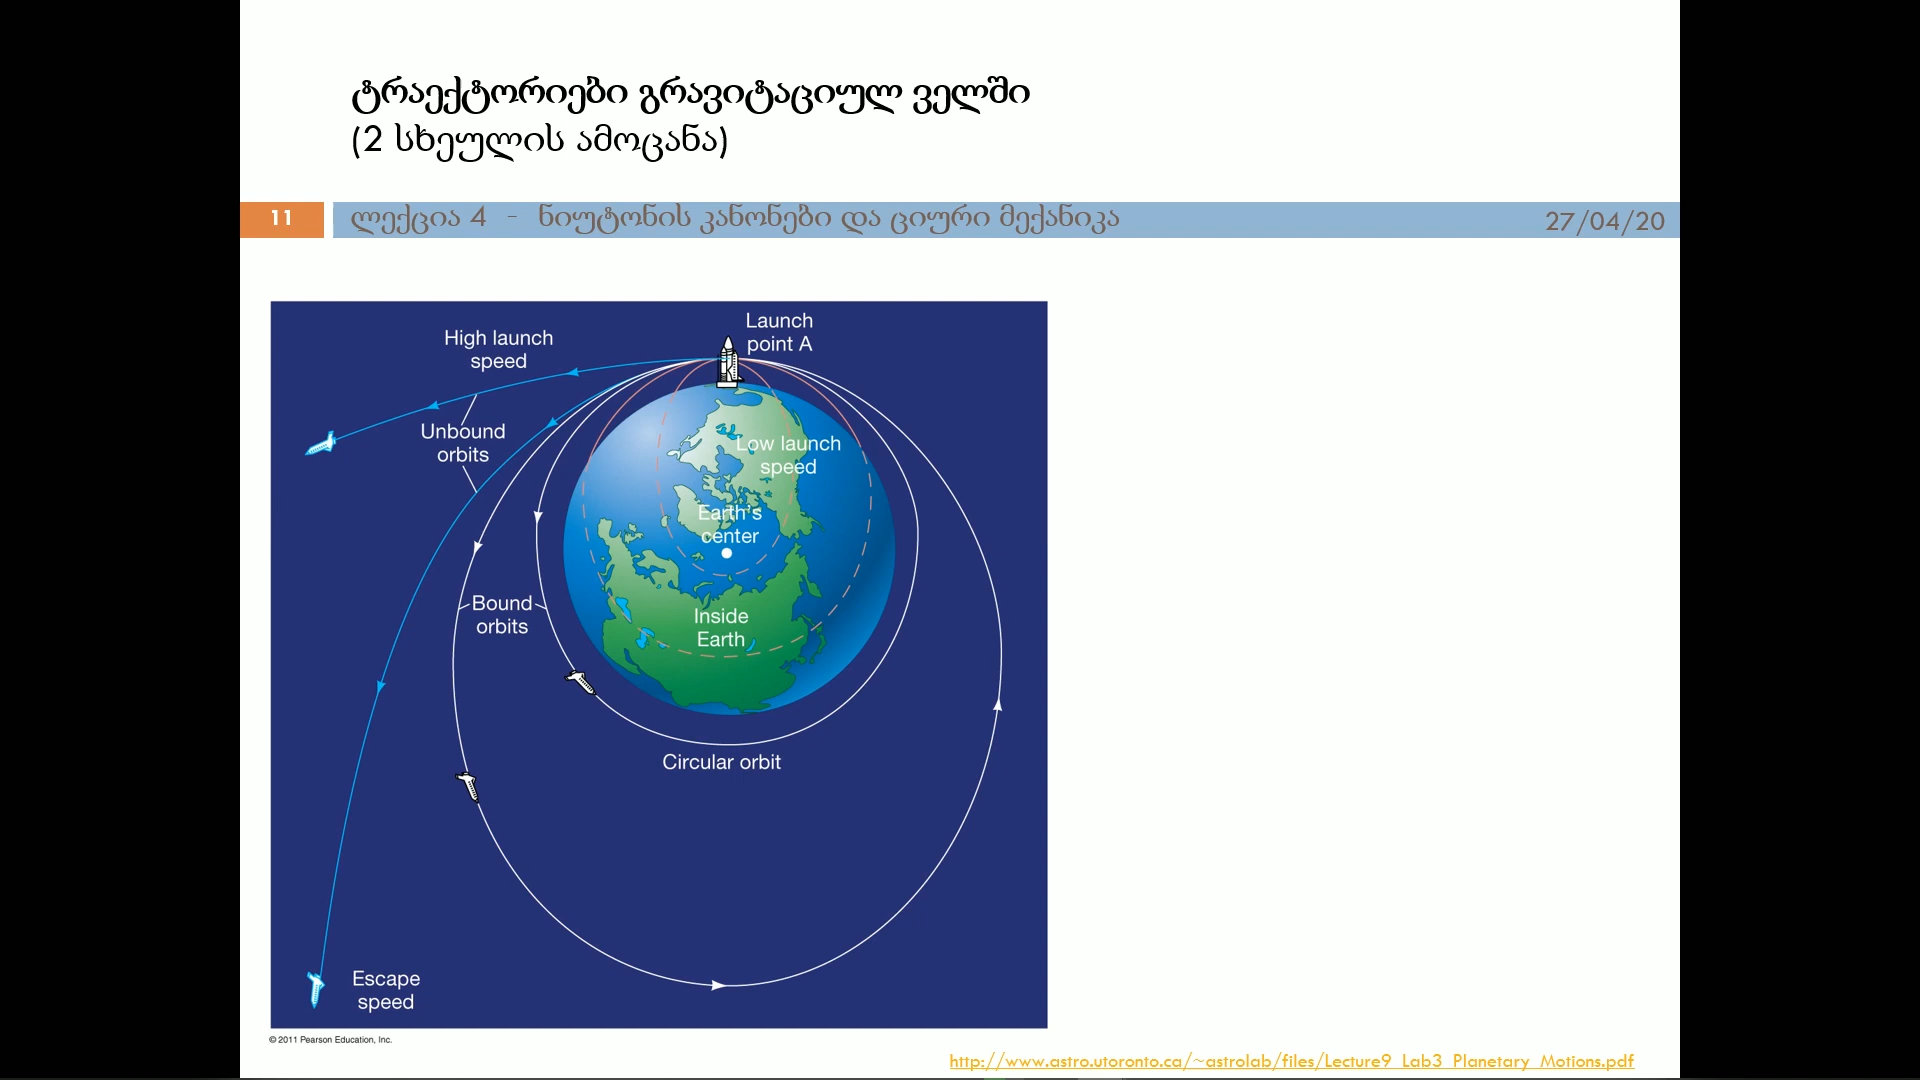 ტრაექტორიები გრავიტაციულ ველში
(2 სხეულის ამოცანა)
11
ლექცია 4 - ნიუტონის კანონები და ციური მექანიკა
27/04/20
Launch
point A
High launch
speed
Unbound
orbits
Low launch
speed
Earth's
center
Bound
orbits
Inside
Earth
Circular orbit
Escape
speed
© 2011 Pearson Education, Inc.
http://www.astro.utoronto.ca/~astrolab/files/Lecture9_Lab3_Planetary_Motions.pdf